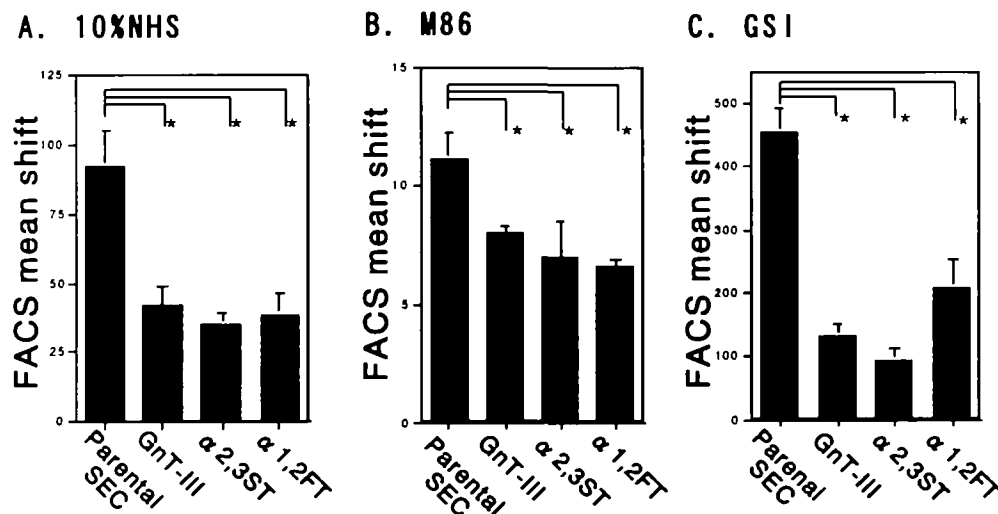 A. 10%NHS
FACS mean shift
125
100
75
50
25
0
* * *
Parental SEC
GnT-III
α 2,3ST
α 1,2FT
B. M86
FACS mean shift
15
10
5
0
* * *
Parental SEC
GnT-III
α 2,3ST
α 1,2FT
C. GSI
FACS mean shift
500
400
300
200
100
0
* * *
Parenal SEC
GnT-III
α 2,3ST
α 1,2FT